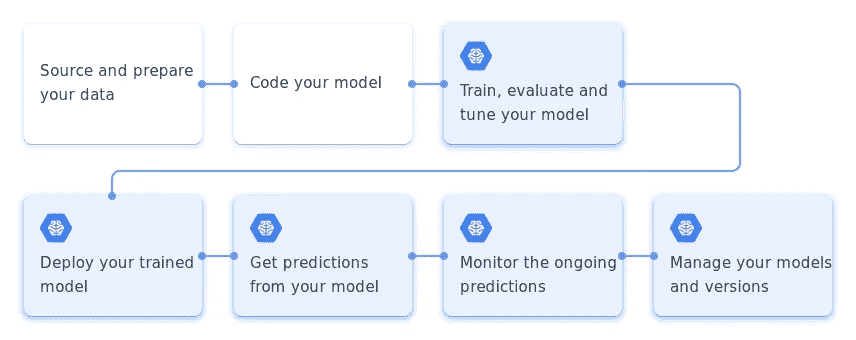 Source and prepare
your data
Code your model
Train, evaluate and
tune your model
Deploy your trained
model
Get predictions
from your model
Monitor the ongoing
predictions
Manage your models
and versions